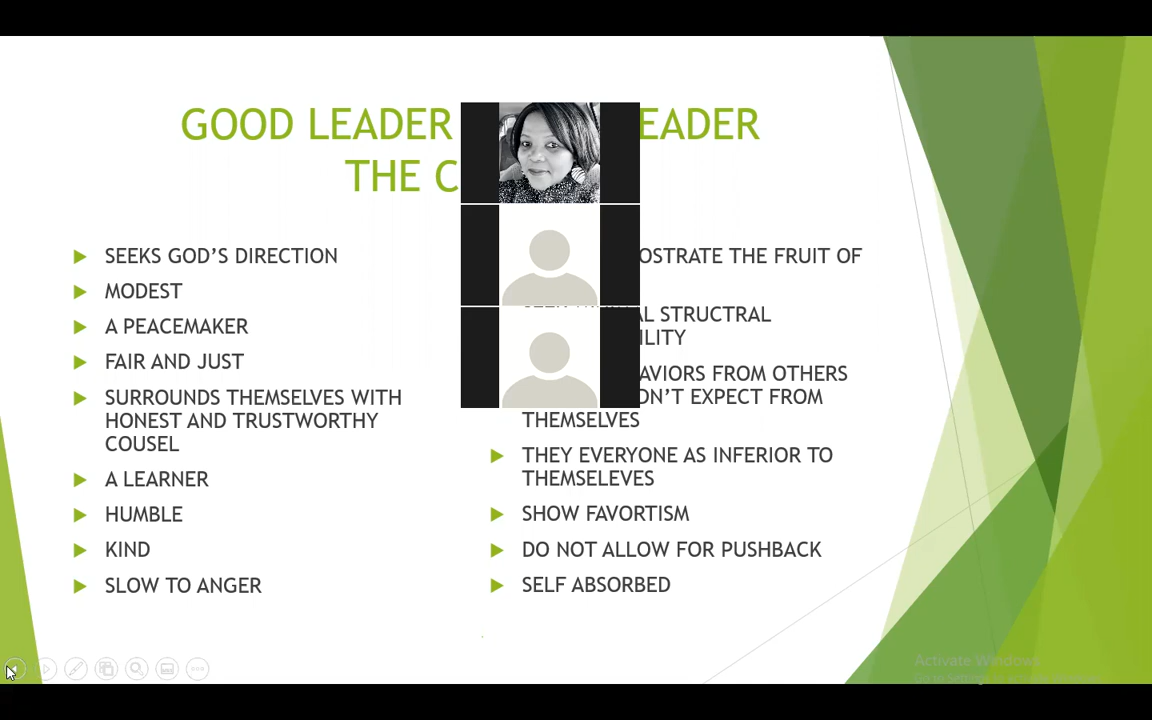 GOOD LEADER EADER
THE C
SEEKS GOD'S DIRECTION
MODEST
A PEACEMAKER
FAIR AND JUST
SURROUNDS THEMSELVES WITH
HONEST AND TRUSTWORTHY
COUSEL
A LEARNER
HUMBLE
KIND
SLOW TO ANGER
OSTRATE THE FRUIT OF
AL STRUCTRAL
ILITY
AVIORS FROM OTHERS
ON'T EXPECT FROM
THEMSELVES
THEY EVERYONE AS INFERIOR TO
THEMSELEVES
SHOW FAVORTISM
DO NOT ALLOW FOR PUSHBACK
SELF ABSORBED
Activate Windows